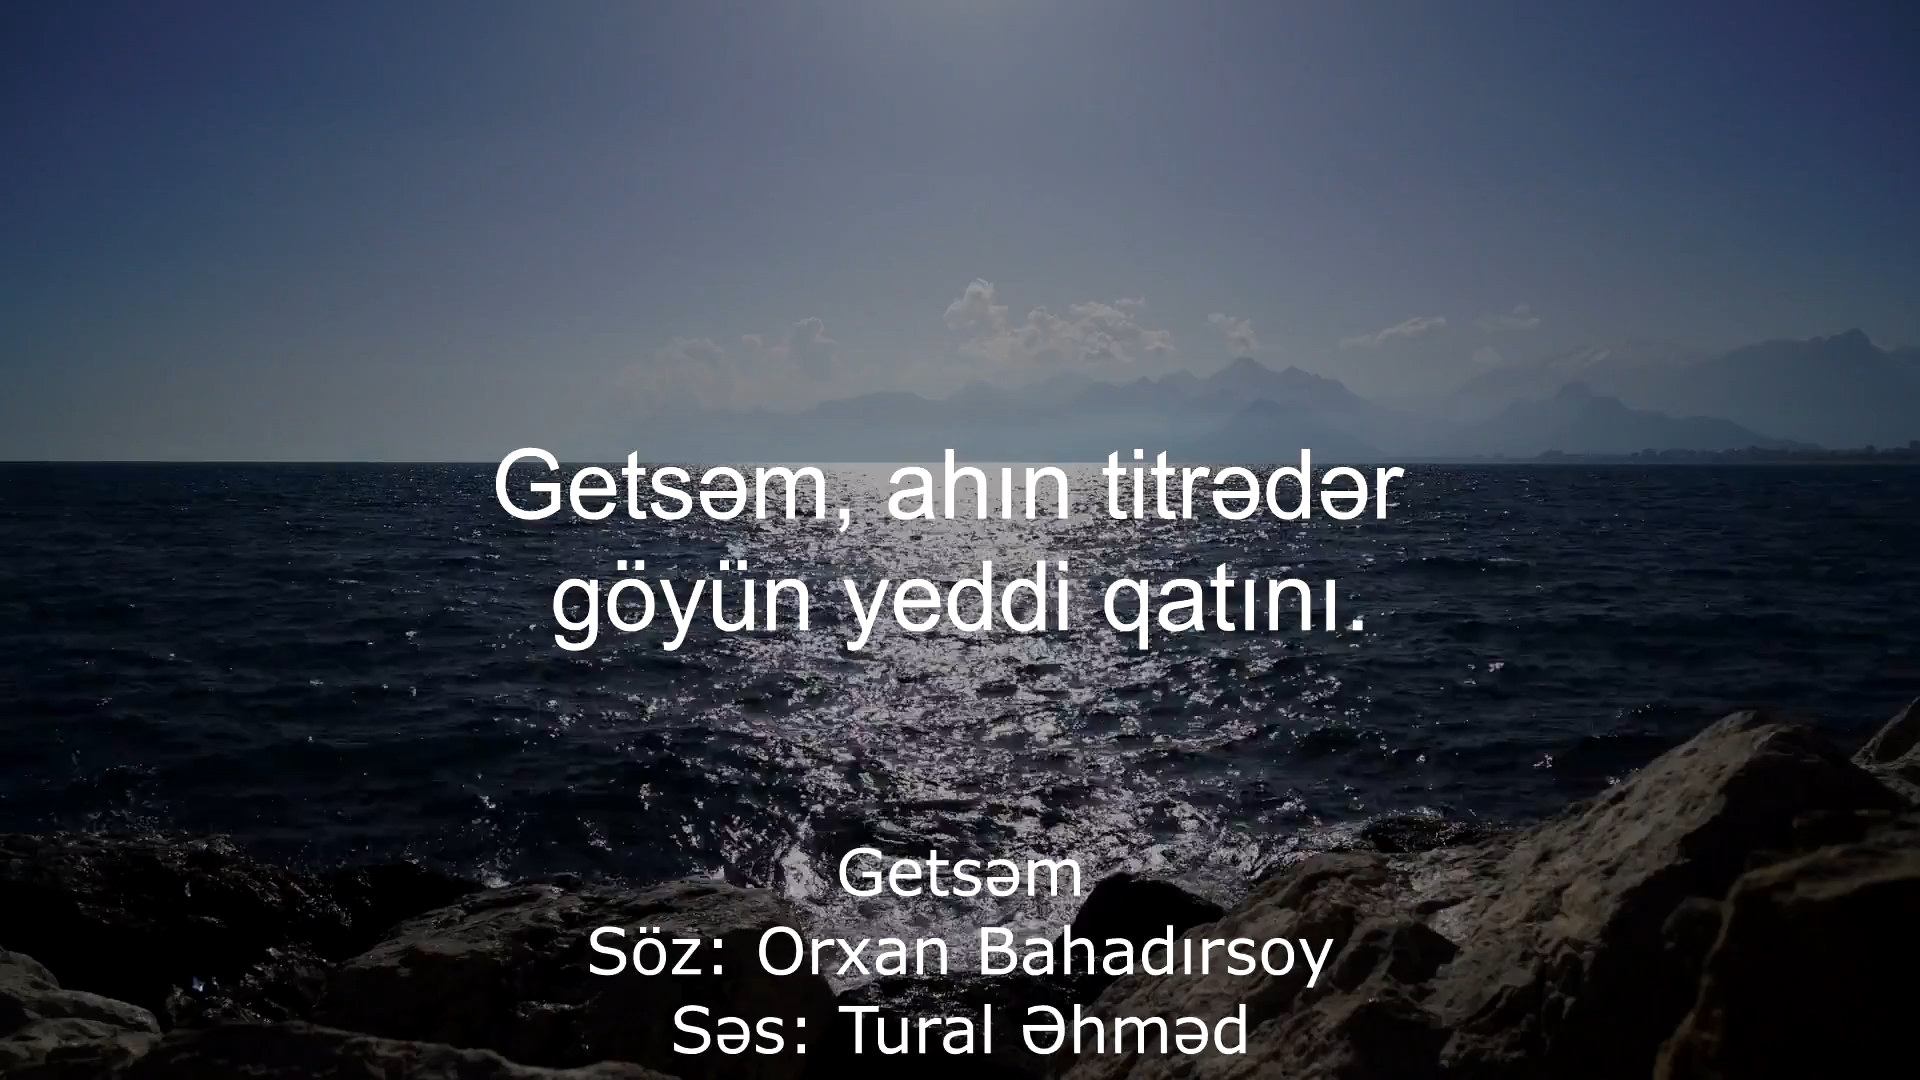 Getsəm, ahın titrədər
göyün yeddi qatını.
Getsəm
Söz: Orxan Bahadırsoy
Səs: Tural Əhməd